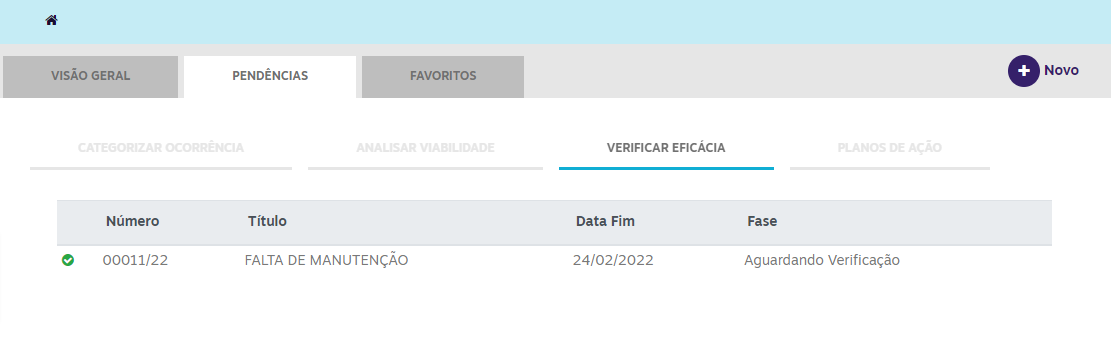 VISÃO GERAL PENDÊNCIAS FAVORITOS Novo
CATEGORIZAR OCORRÊNCIA ANALISAR VIABILIDADE VERIFICAR EFICÁCIA PLANOS DE AÇÃO
Número Título Data Fim Fase
00011/22 FALTA DE MANUTENÇÃO 24/02/2022 Aguardando Verificação